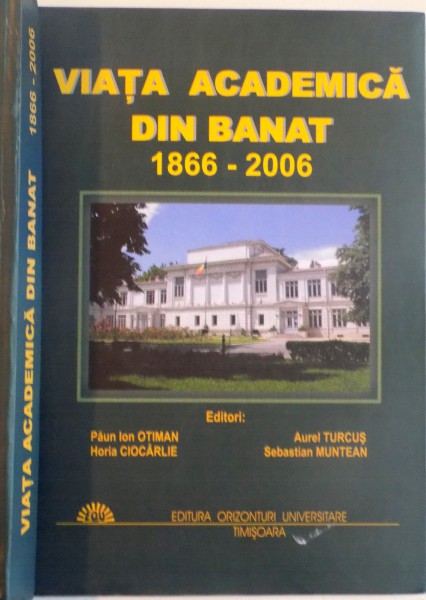 VIAȚA ACADEMICĂ DIN BANAT 1866 - 2006
VIAȚA ACADEMICĂ
DIN BANAT
1866 - 2006
Editori:
Păun Ion OTIMAN
Horia CIOCÂRLIE
Aurel TURCUȘ
Sebastian MUNTEAN
EDITURA ORIZONTURI UNIVERSITARE
TIMIȘOARA